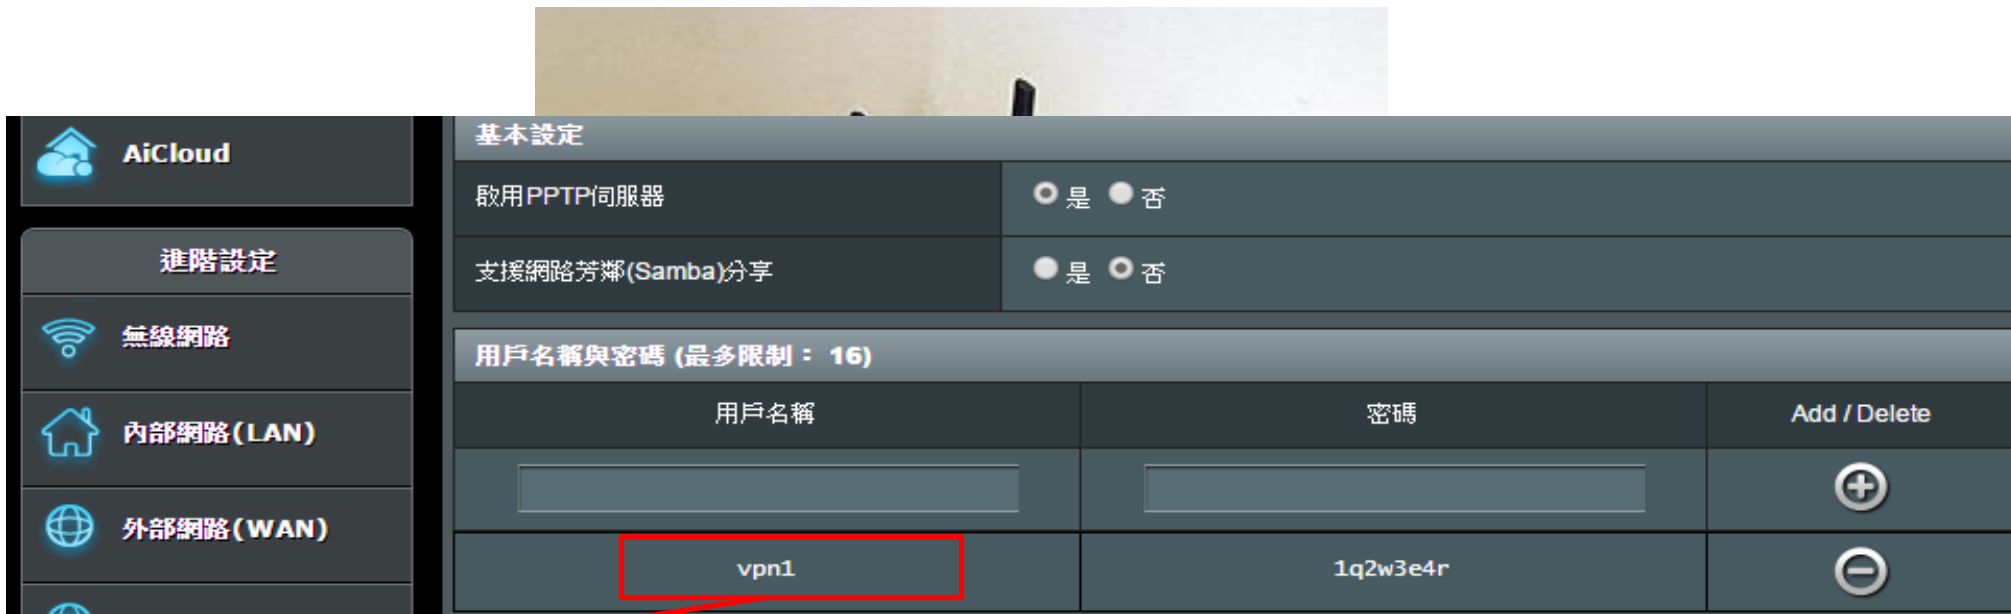 AiCloud
進階設定
無線網路
內部網路(LAN)
外部網路(WAN)
基本設定
啟用PPTP伺服器
是 否
支援網路芳鄰(Samba)分享
是 否
用戶名稱與密碼 (最多限制： 16)
用戶名稱 密碼 Add / Delete
vpn1 1q2w3e4r